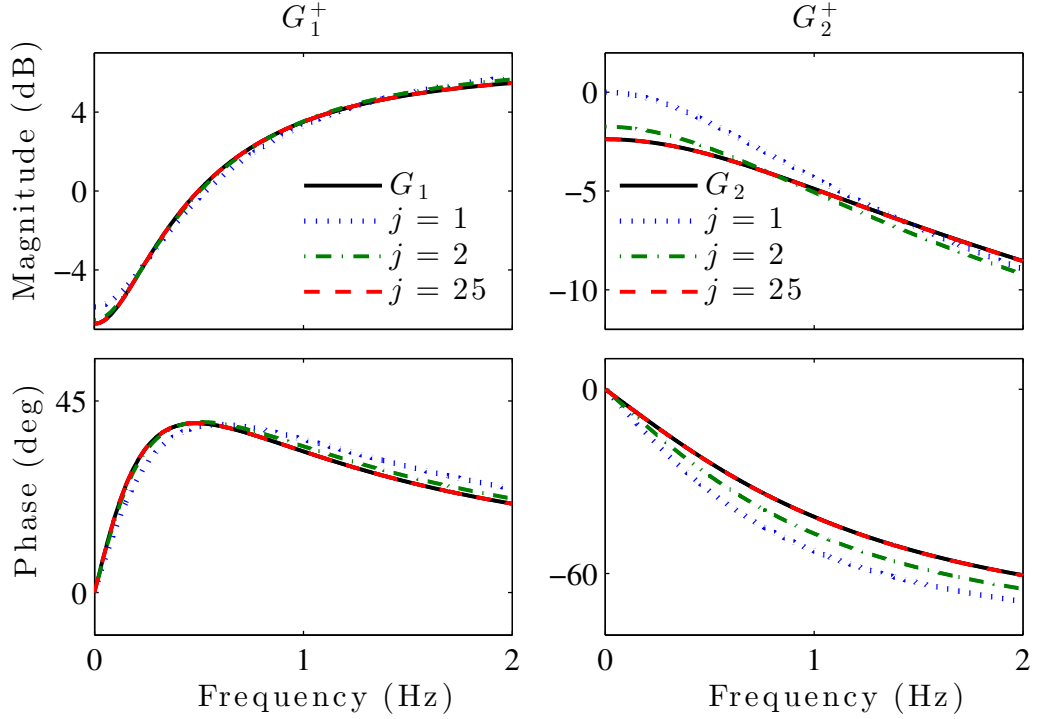 G₁⁺
G₂⁺
Magnitude (dB)
4
0
−4
G₁
j = 1
j = 2
j = 25
0
−5
−10
G₂
j = 1
j = 2
j = 25
Phase (deg)
45
0
0
1
2
Frequency (Hz)
0
−60
0
1
2
Frequency (Hz)